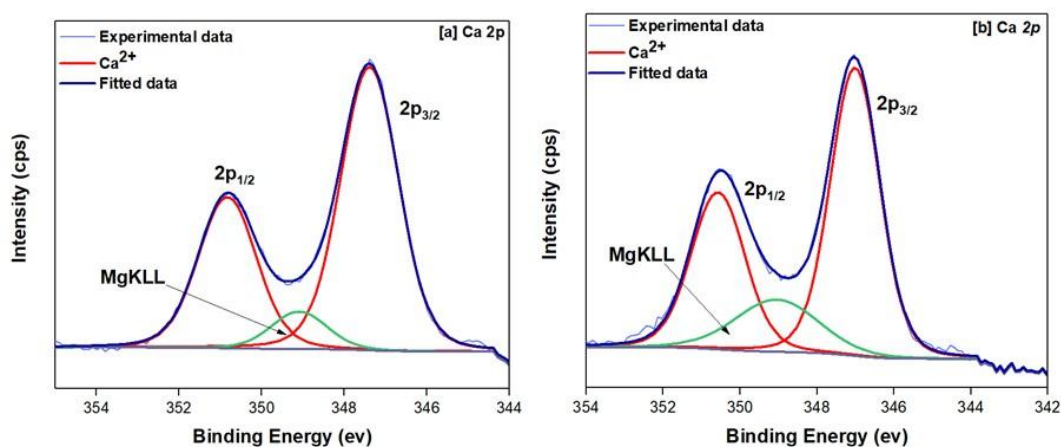 [a] Ca 2p
Experimental data
Ca2+
Fitted data
2p3/2
2p1/2
MgKLL
Intensity (cps)
354 352 350 348 346 344
Binding Energy (ev)
[b] Ca 2p
Experimental data
Ca2+
Fitted data
2p3/2
2p1/2
MgKLL
Intensity (cps)
354 352 350 348 346 344 342
Binding Energy (ev)